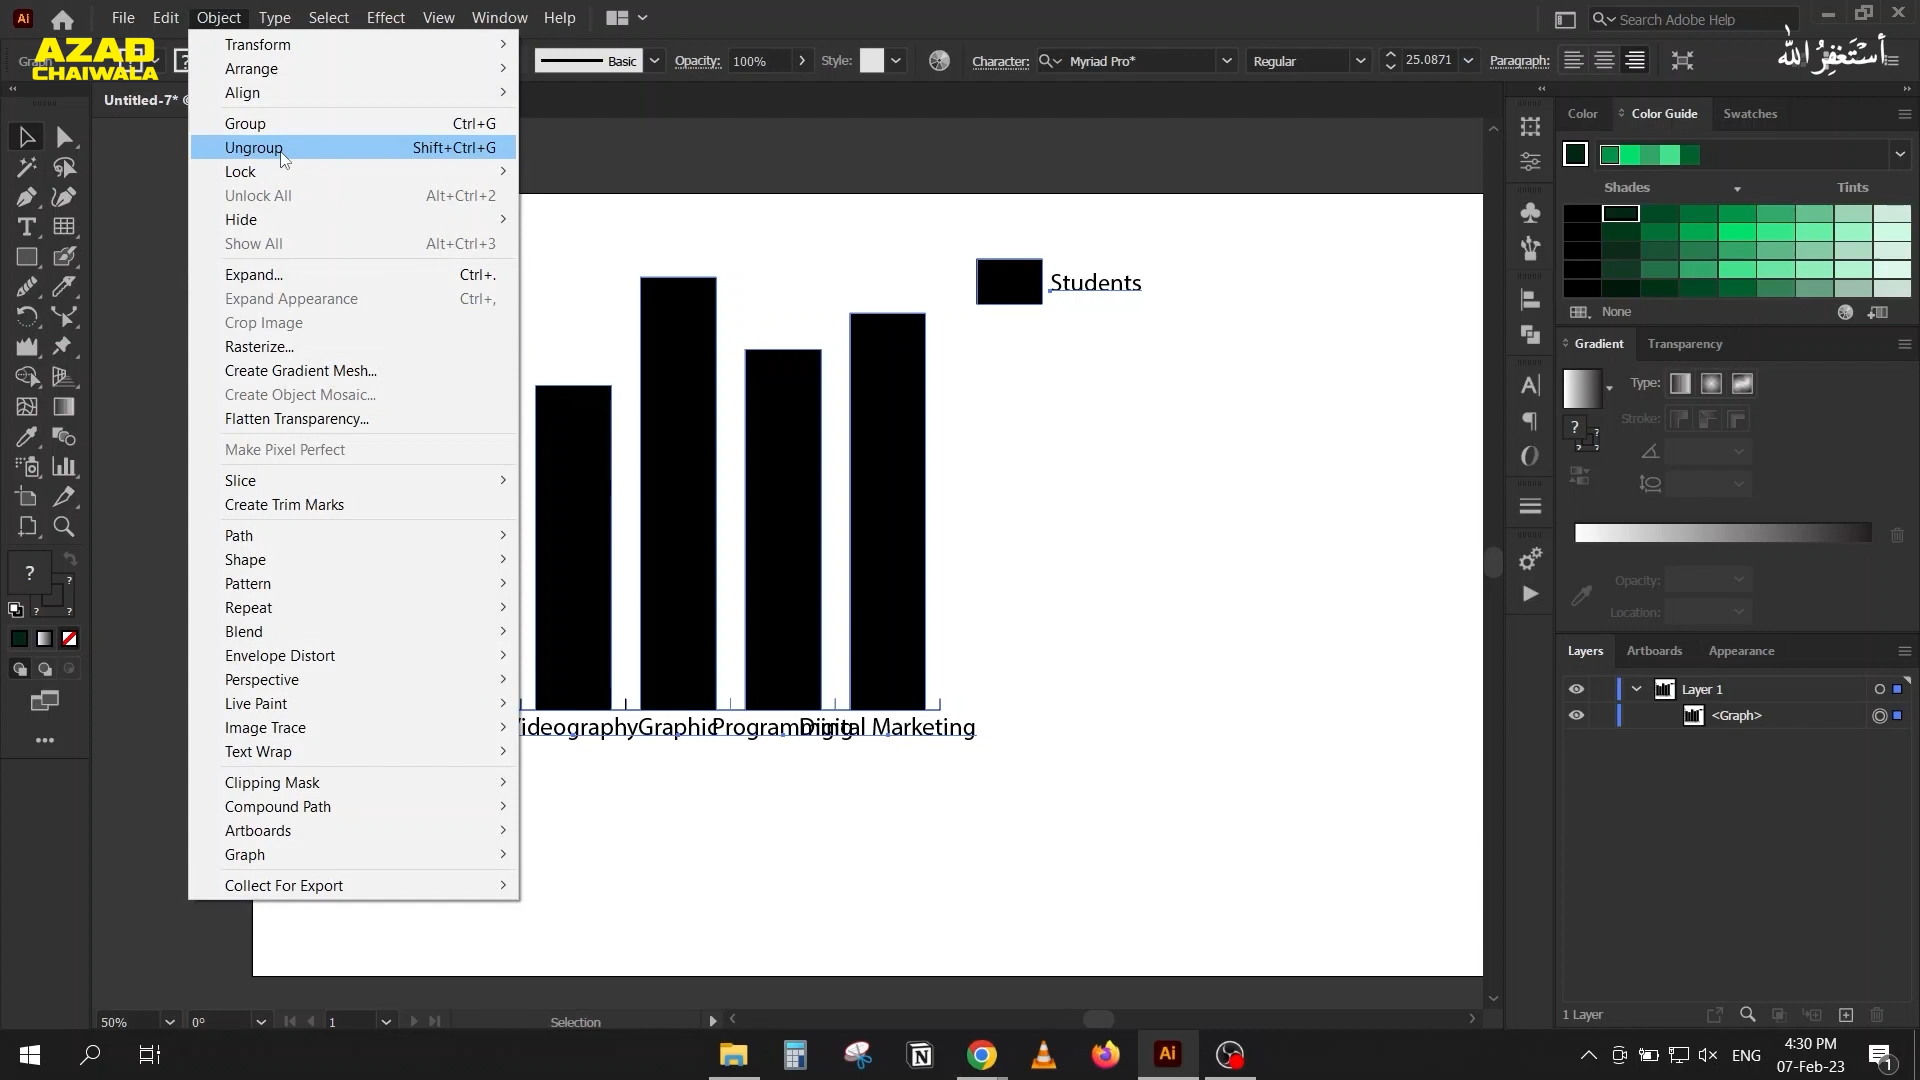 Ai File Edit Object Type Select Effect View Window Help Search Adobe Help
AZAD
CHAIWALA
Basic Opacity: 100% Style: Character: Myriad Pro* Regular 25.0871 Paragraph:
أستغفر الله
Untitled-7*
Transform
Arrange
Align
Group Ctrl+G
Ungroup Shift+Ctrl+G
Lock
Unlock All Alt+Ctrl+2
Hide
Show All Alt+Ctrl+3
Expand... Ctrl+.
Expand Appearance Ctrl+,
Crop Image
Rasterize...
Create Gradient Mesh...
Create Object Mosaic...
Flatten Transparency...
Make Pixel Perfect
Slice
Create Trim Marks
Path
Shape
Pattern
Repeat
Blend
Envelope Distort
Perspective
Live Paint
Image Trace
Text Wrap
Clipping Mask
Compound Path
Artboards
Graph
Collect For Export
Students
ideography Graphic Programming Digital Marketing
Color Color Guide Swatches
Shades Tints
None
Gradient Transparency
Type:
Stroke:
Opacity:
Location:
Layers Artboards Appearance
Layer 1
<Graph>
1 Layer
50% 0° 1 Selection
ENG 4:30 PM
07-Feb-23
1